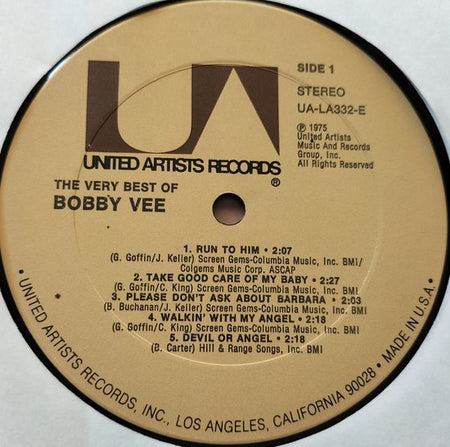 UA
SIDE 1
STEREO
UA-LA332-E
℗ 1975
United Artists
Music And Records
Group, Inc.
All Rights Reserved
UNITED ARTISTS RECORDS®
THE VERY BEST OF
BOBBY VEE
1. RUN TO HIM • 2:07
(G. Goffin/J. Keller) Screen Gems-Columbia Music, Inc. BMI/
Colgems Music Corp. ASCAP
2. TAKE GOOD CARE OF MY BABY • 2:27
(G. Goffin/C. King) Screen Gems-Columbia Music, Inc. BMI
3. PLEASE DON'T ASK ABOUT BARBARA • 2:03
(B. Buchanan/J. Keller) Screen Gems-Columbia Music, Inc. BMI
4. WALKIN' WITH MY ANGEL • 2:18
(G. Goffin/C. King) Screen Gems-Columbia Music, Inc. BMI
5. DEVIL OR ANGEL • 2:18
(B. Carter) Hill & Range Songs, Inc. BMI
• UNITED ARTISTS RECORDS, INC., LOS ANGELES, CALIFORNIA 90028 • MADE IN U.S.A. •